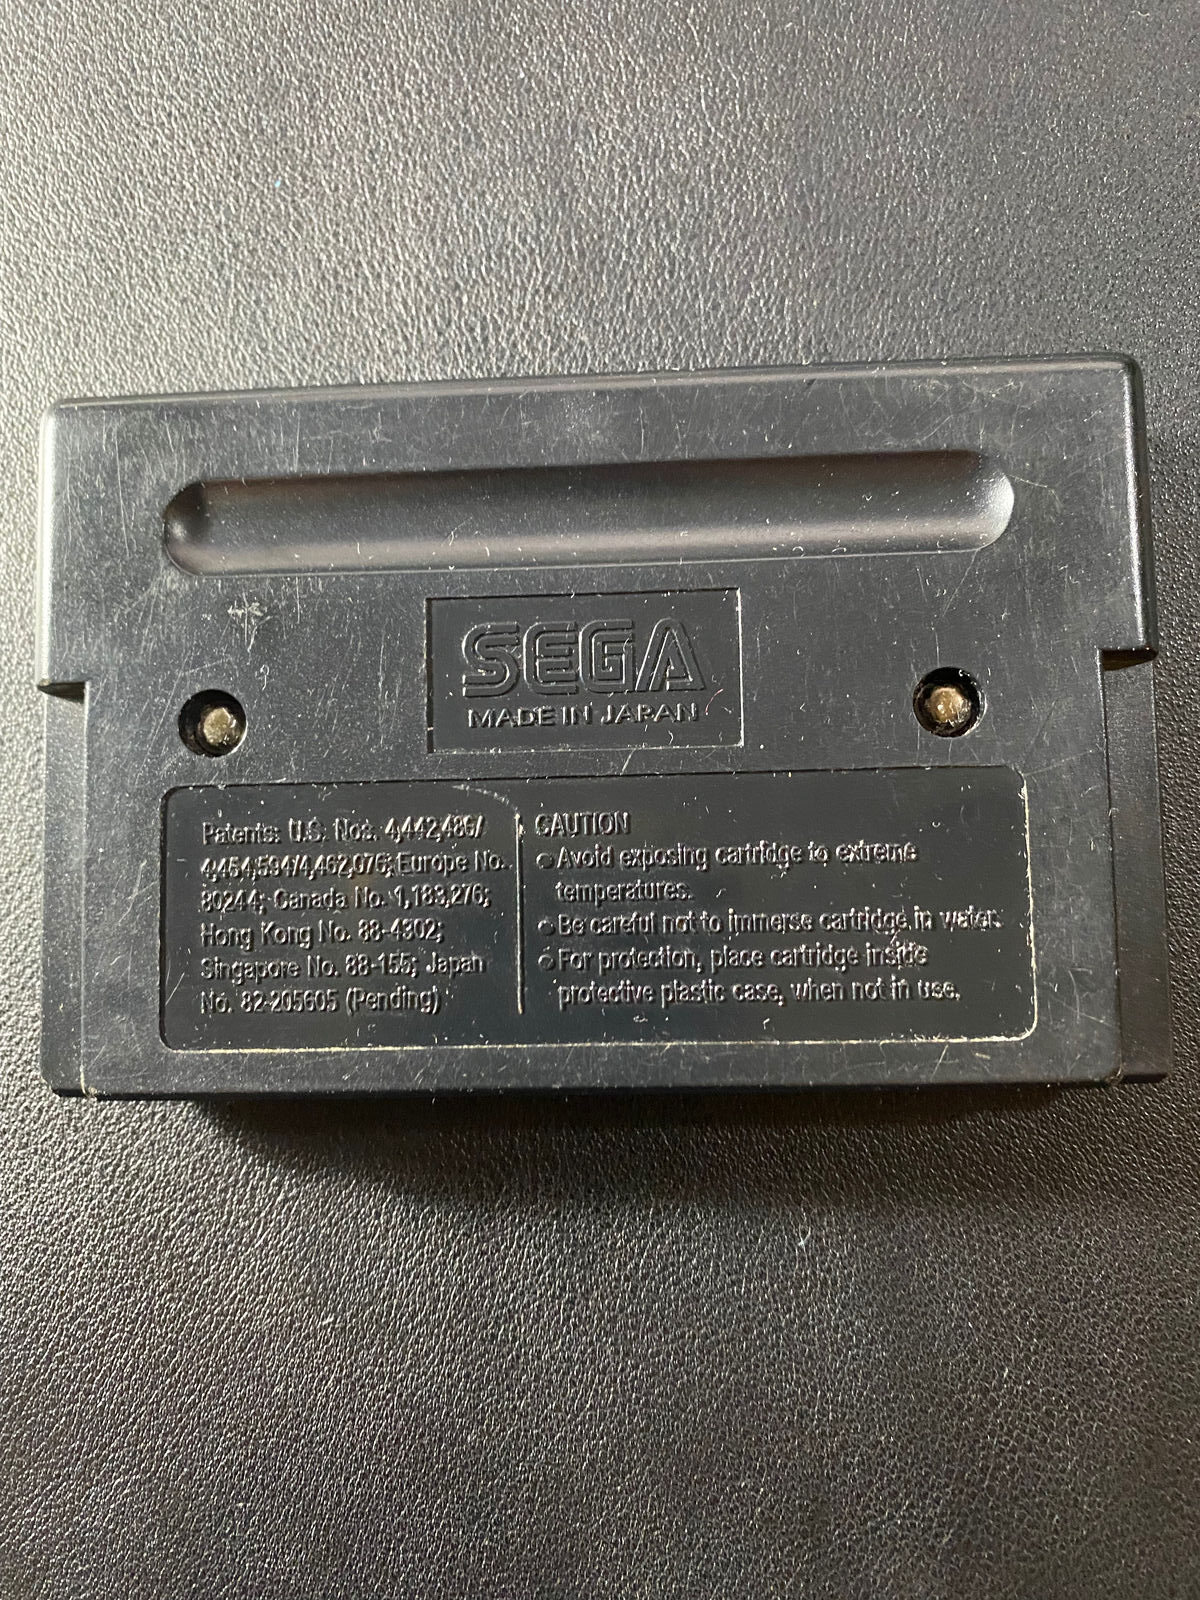 SEGA
MADE IN JAPAN
Patents: U.S. Nos. 4,442,486/
4,454,594/4,462,076; Europe No.
80244; Canada No. 1,183,276;
Hong Kong No. 88-4302;
Singapore No. 88-155; Japan
No. 82-205605 (Pending)
CAUTION
○ Avoid exposing cartridge to extreme
temperatures.
○ Be careful not to immerse cartridge in water.
○ For protection, place cartridge inside
protective plastic case, when not in use.